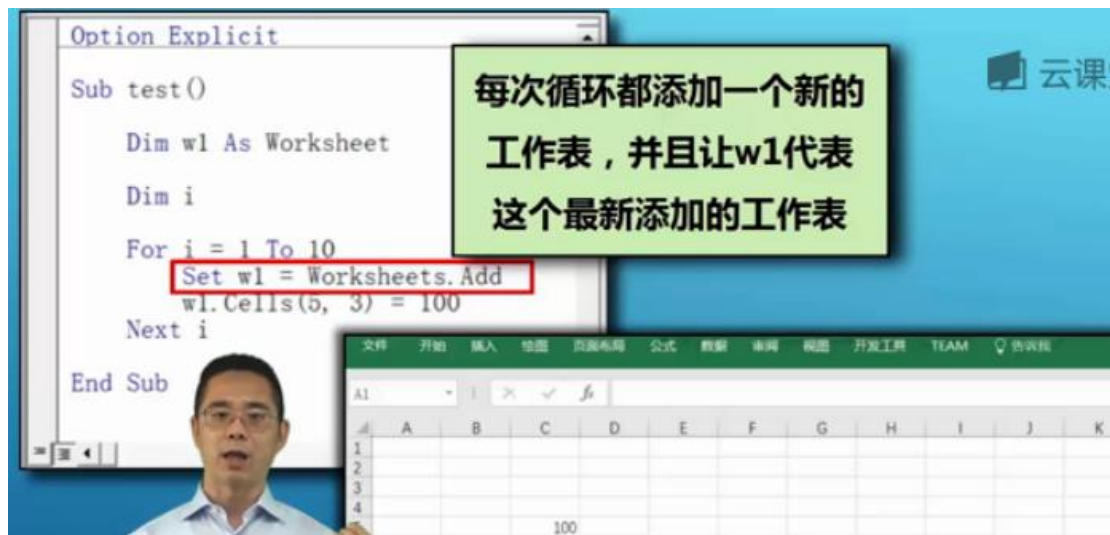 Option Explicit
Sub test()
Dim w1 As Worksheet
Dim i
For i = 1 To 10
Set w1 = Worksheets.Add
w1.Cells(5, 3) = 100
Next i
End Sub
每次循环都添加一个新的
工作表，并且让w1代表
这个最新添加的工作表
云课
文件 开始 插入 绘图 页面布局 公式 数据 审阅 视图 开发工具 TEAM 告诉我
A1 fx
A B C D E F G H I J K
1
2
3
4
100